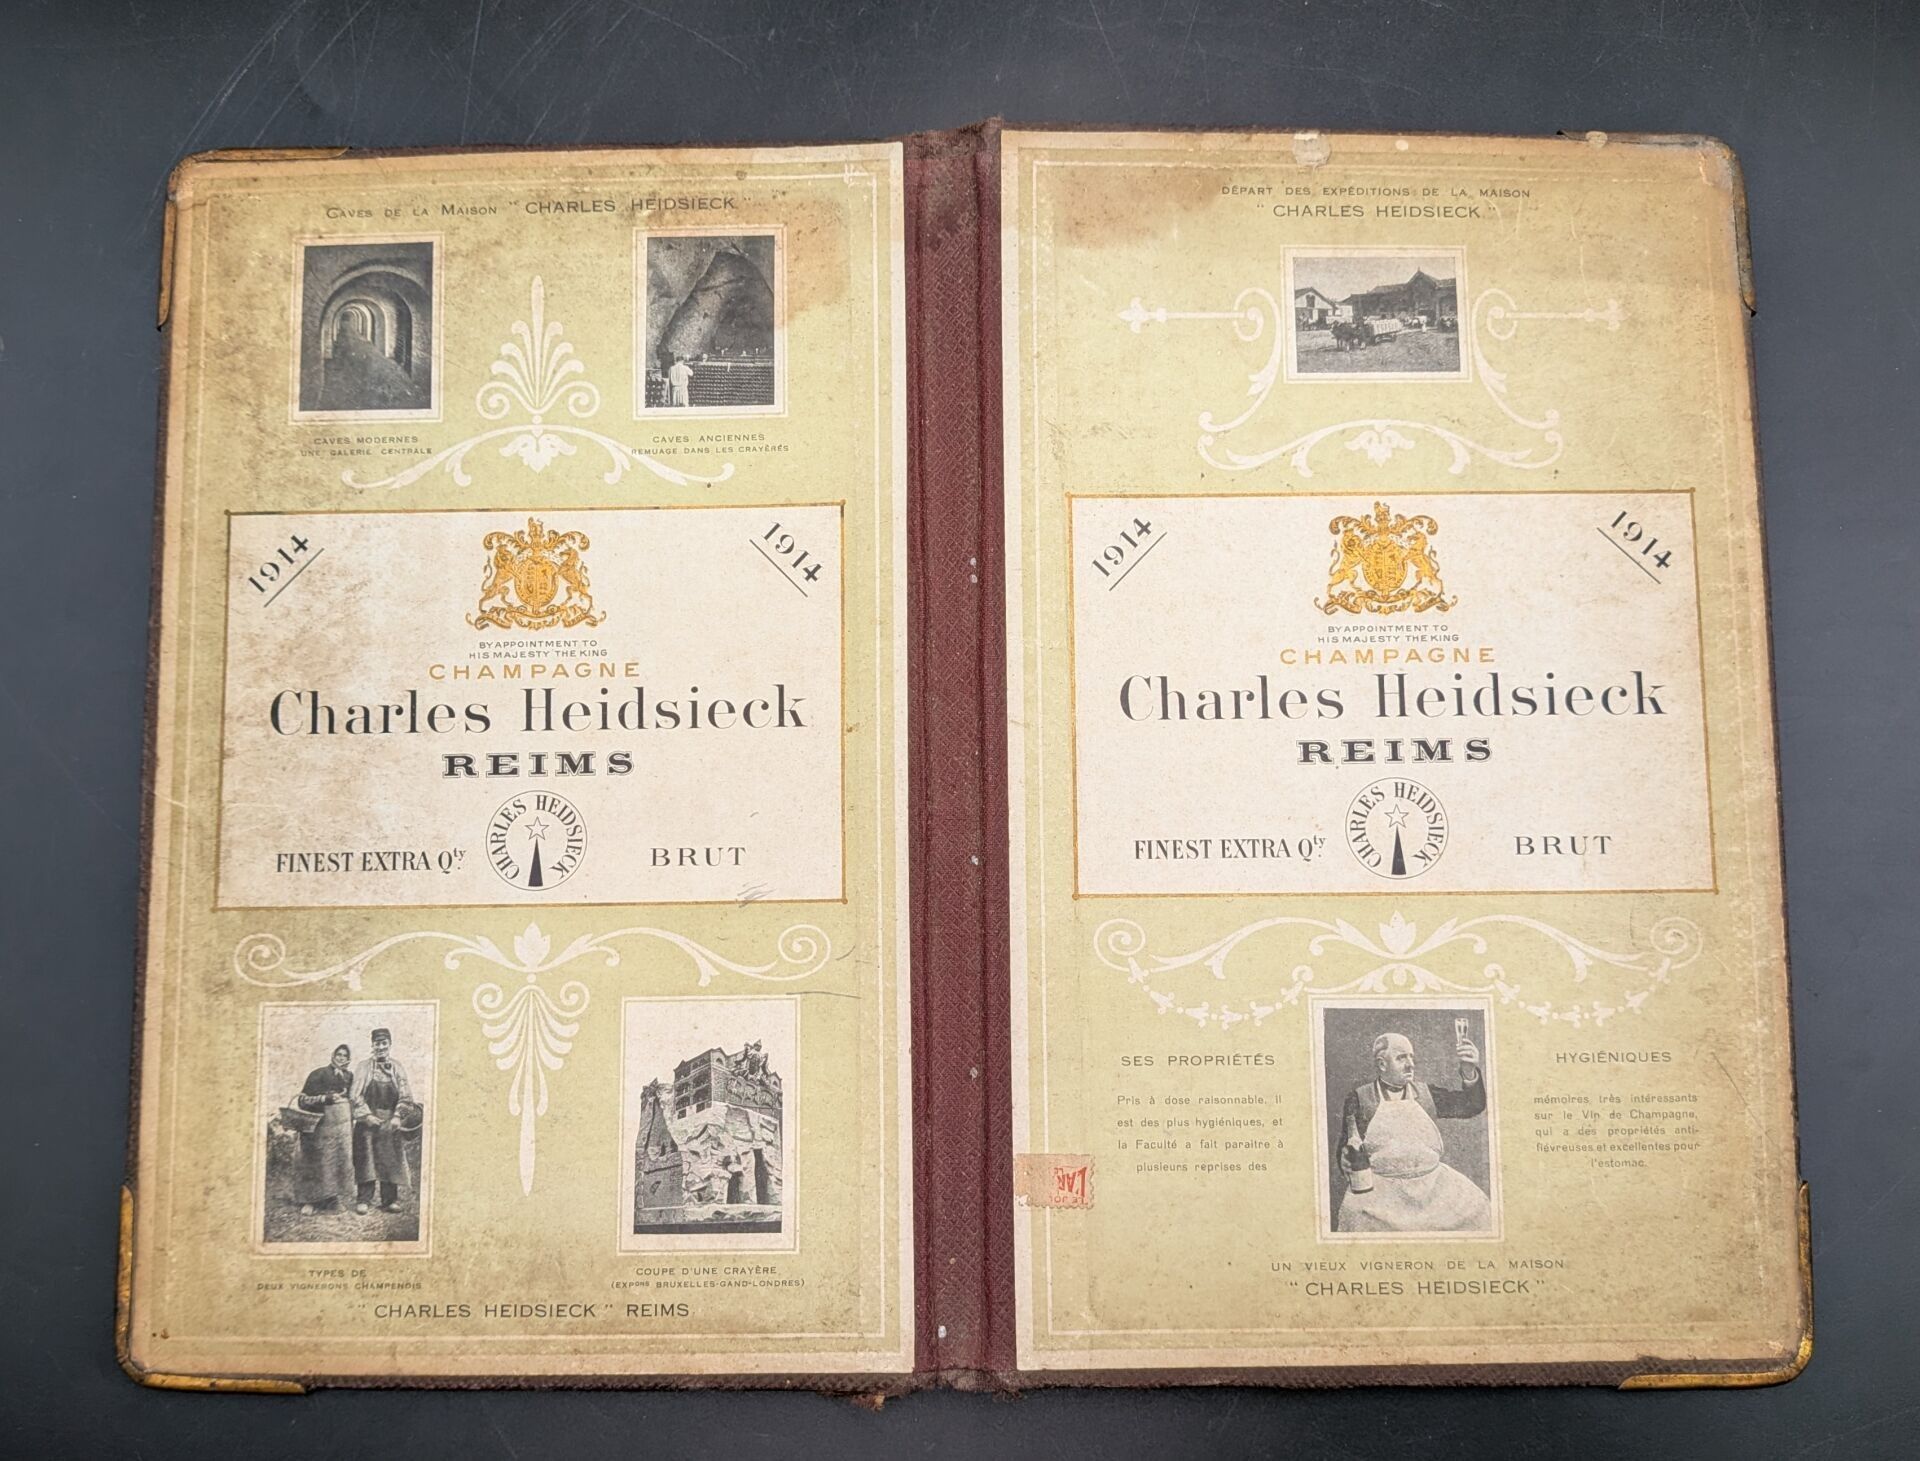 CAVES DE LA MAISON "CHARLES HEIDSIECK"
CAVES MODERNES
UNE GALERIE CENTRALE
CAVES ANCIENNES
REMUAGE DANS LES CRAYÈRES
1914
1914
BY APPOINTMENT TO
HIS MAJESTY THE KING
CHAMPAGNE
Charles Heidsieck
REIMS
FINEST EXTRA Qty.
CHARLES HEIDSIECK
BRUT
TYPES DE
DEUX VIGNERONS CHAMPENOIS
COUPE D'UNE CRAYÈRE
(EXPONS BRUXELLES-GAND-LONDRES)
"CHARLES HEIDSIECK" REIMS
DÉPART DES EXPÉDITIONS DE LA MAISON
"CHARLES HEIDSIECK"
1914
1914
BY APPOINTMENT TO
HIS MAJESTY THE KING
CHAMPAGNE
Charles Heidsieck
REIMS
FINEST EXTRA Qty.
CHARLES HEIDSIECK
BRUT
SES PROPRIÉTÉS
Pris à dose raisonnable, il
est des plus hygiéniques, et
la Faculté a fait paraître à
plusieurs reprises des
HYGIÉNIQUES
mémoires très intéressants
sur le Vin de Champagne,
qui a des propriétés anti-
fiévreuses et excellentes pour
l'estomac.
LE JO
L'AR
UN VIEUX VIGNERON DE LA MAISON
"CHARLES HEIDSIECK"